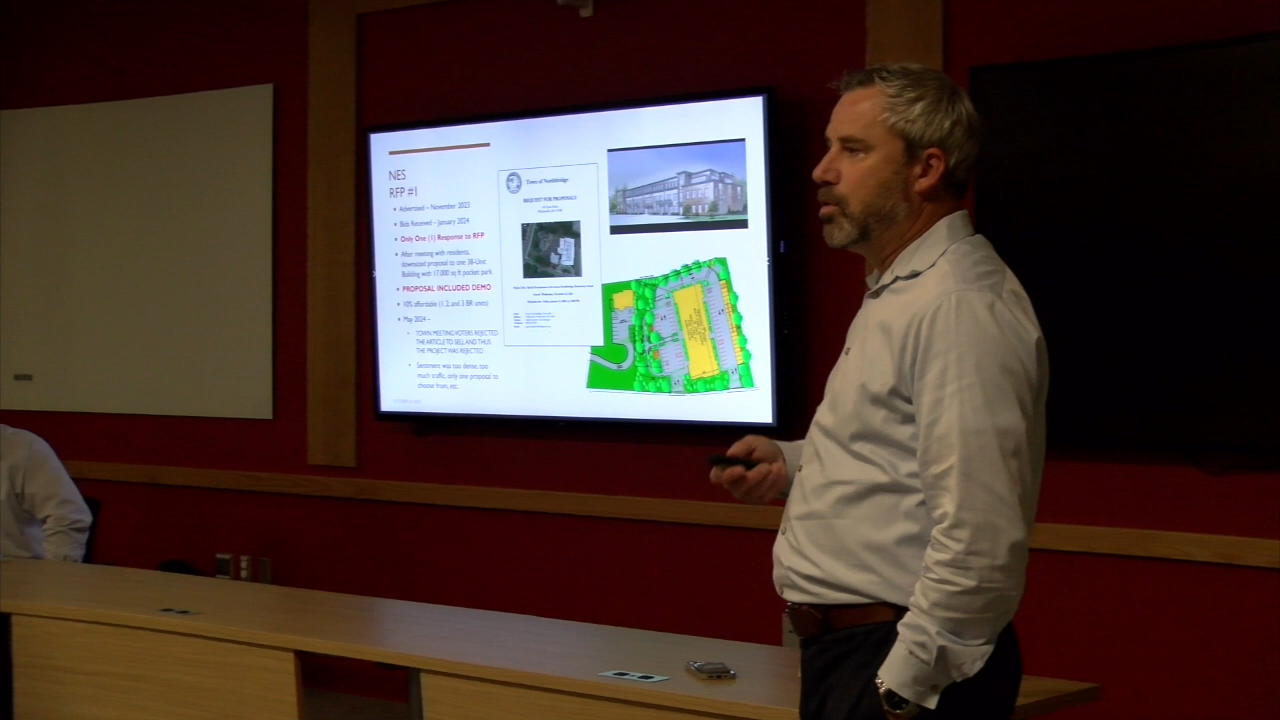 NES
RFP #1
Advertised – November 2023
Bids Received – January 2024
Only One (1) Response to RFP
After meeting with residents,
downsized proposal to one 38-Unit
Building with 17,000 sq ft pocket park
PROPOSAL INCLUDED DEMO
10% affordable (1, 2, and 3 BR units)
May 2024 –
TOWN MEETING VOTERS REJECTED
THE ARTICLE TO SELL AND THUS
THE PROJECT WAS REJECTED
Sentiment was too dense, too
much traffic, only one proposal to
choose from, etc.
Town of Northbridge
REQUEST FOR PROPOSALS